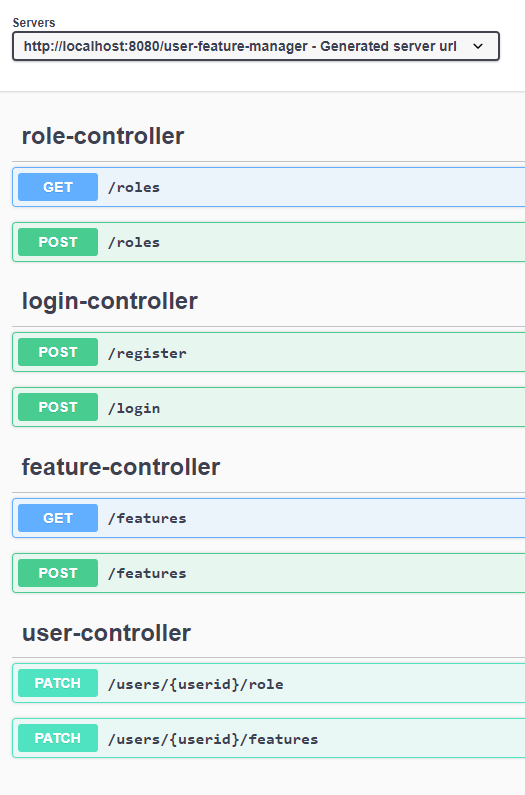 Servers
http://localhost:8080/user-feature-manager - Generated server url
role-controller
GET /roles
POST /roles
login-controller
POST /register
POST /login
feature-controller
GET /features
POST /features
user-controller
PATCH /users/{userid}/role
PATCH /users/{userid}/features